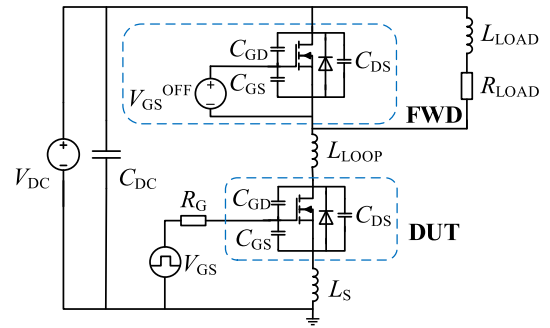 C_GD
C_DS
L_LOAD
V_GS^OFF
C_GS
R_LOAD
FWD
L_LOOP
V_DC
C_DC
R_G
C_GD
C_DS
C_GS
DUT
V_GS
L_S